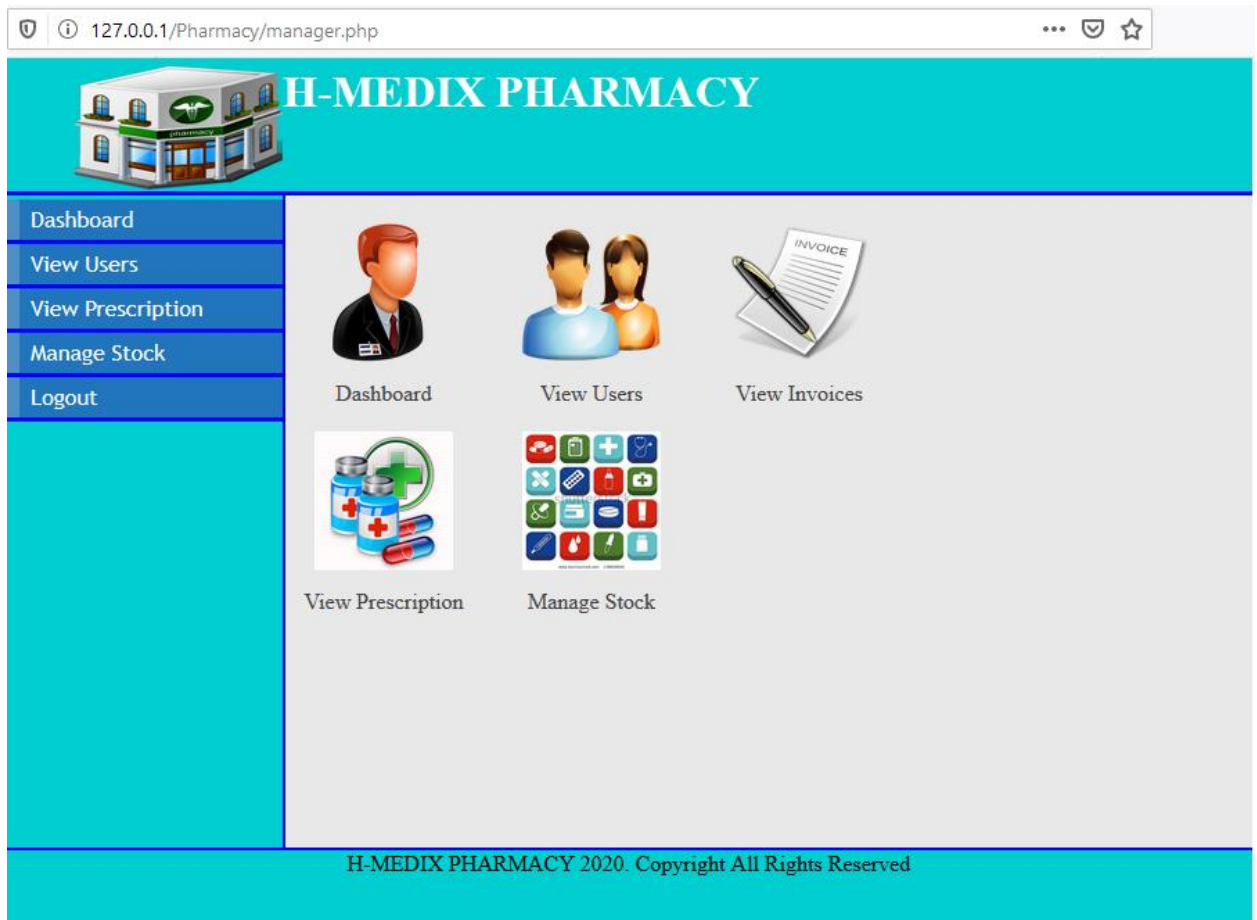 127.0.0.1/Pharmacy/manager.php
H-MEDIX PHARMACY
pharmacy
Dashboard
View Users
View Prescription
Manage Stock
Logout
INVOICE
Dashboard
View Users
View Invoices
View Prescription
Manage Stock
H-MEDIX PHARMACY 2020. Copyright All Rights Reserved